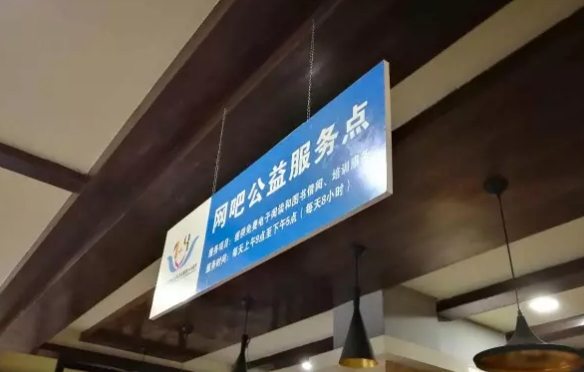 网吧公益服务点
服务项目：提供免费电子阅读和图书借阅、培训服务
服务时间：每天上午9点至下午5点（每天8小时）